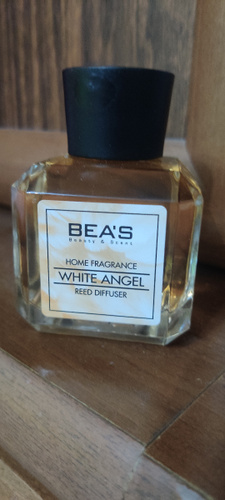 BEA'S
Beauty & Scent
HOME FRAGRANCE
WHITE ANGEL
REED DIFFUSER